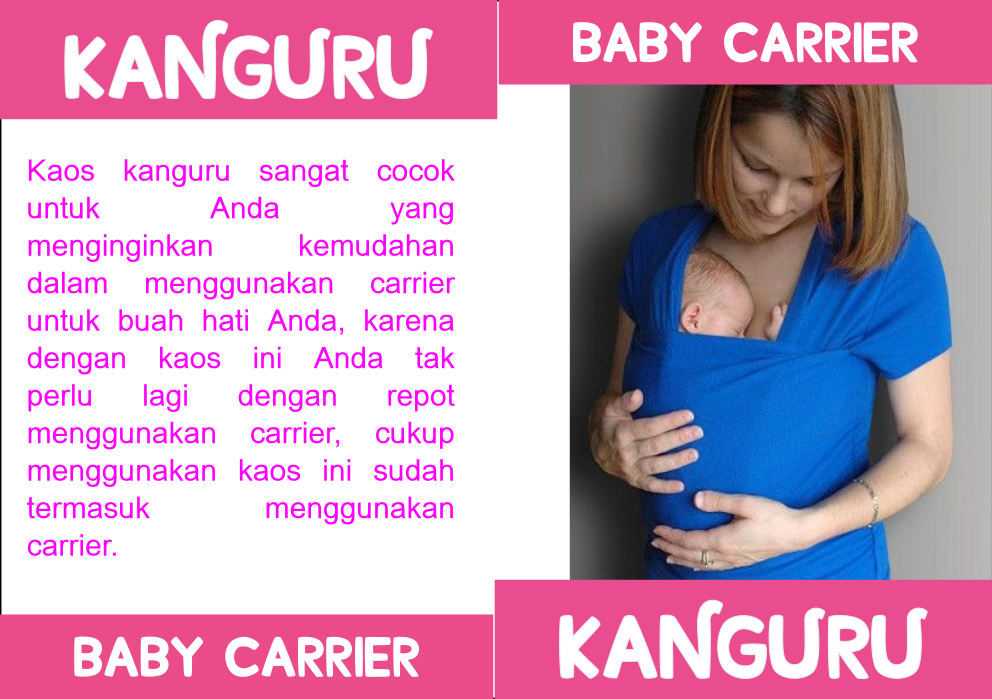 KANGURU
Kaos kanguru sangat cocok
untuk Anda yang
menginginkan kemudahan
dalam menggunakan carrier
untuk buah hati Anda, karena
dengan kaos ini Anda tak
perlu lagi dengan repot
menggunakan carrier, cukup
menggunakan kaos ini sudah
termasuk menggunakan
carrier.
BABY CARRIER
BABY CARRIER
KANGURU